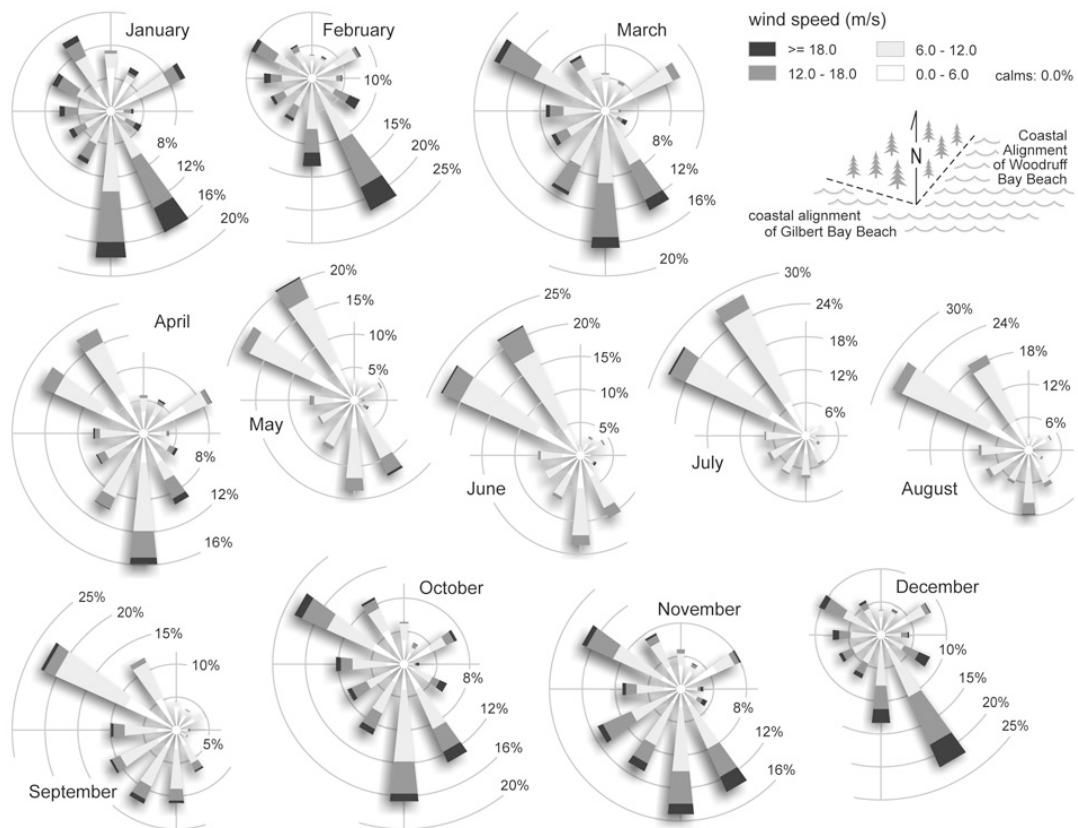 January
8%
12%
16%
20%
February
10%
15%
20%
25%
March
8%
12%
16%
20%
wind speed (m/s)
>= 18.0
6.0 - 12.0
12.0 - 18.0
0.0 - 6.0
calms: 0.0%
N
Coastal
Alignment
of Woodruff
Bay Beach
coastal alignment
of Gilbert Bay Beach
April
8%
12%
16%
May
20%
15%
10%
5%
June
25%
20%
15%
10%
5%
July
30%
24%
18%
12%
6%
August
30%
24%
18%
12%
6%
September
25%
20%
15%
10%
5%
October
8%
12%
16%
20%
November
8%
12%
16%
December
10%
15%
20%
25%